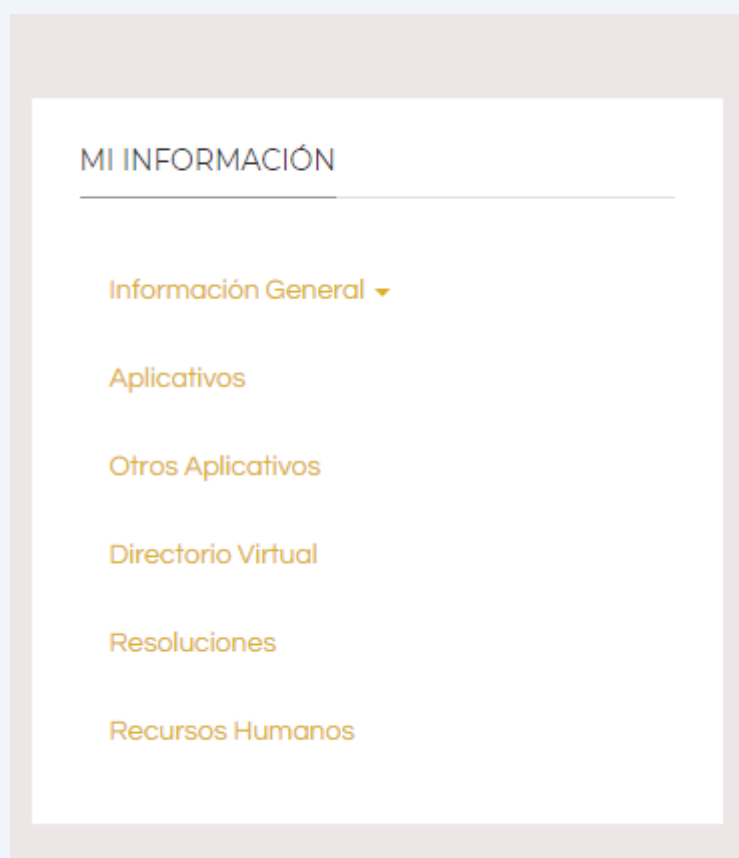 MI INFORMACIÓN
Información General
Aplicativos
Otros Aplicativos
Directorio Virtual
Resoluciones
Recursos Humanos